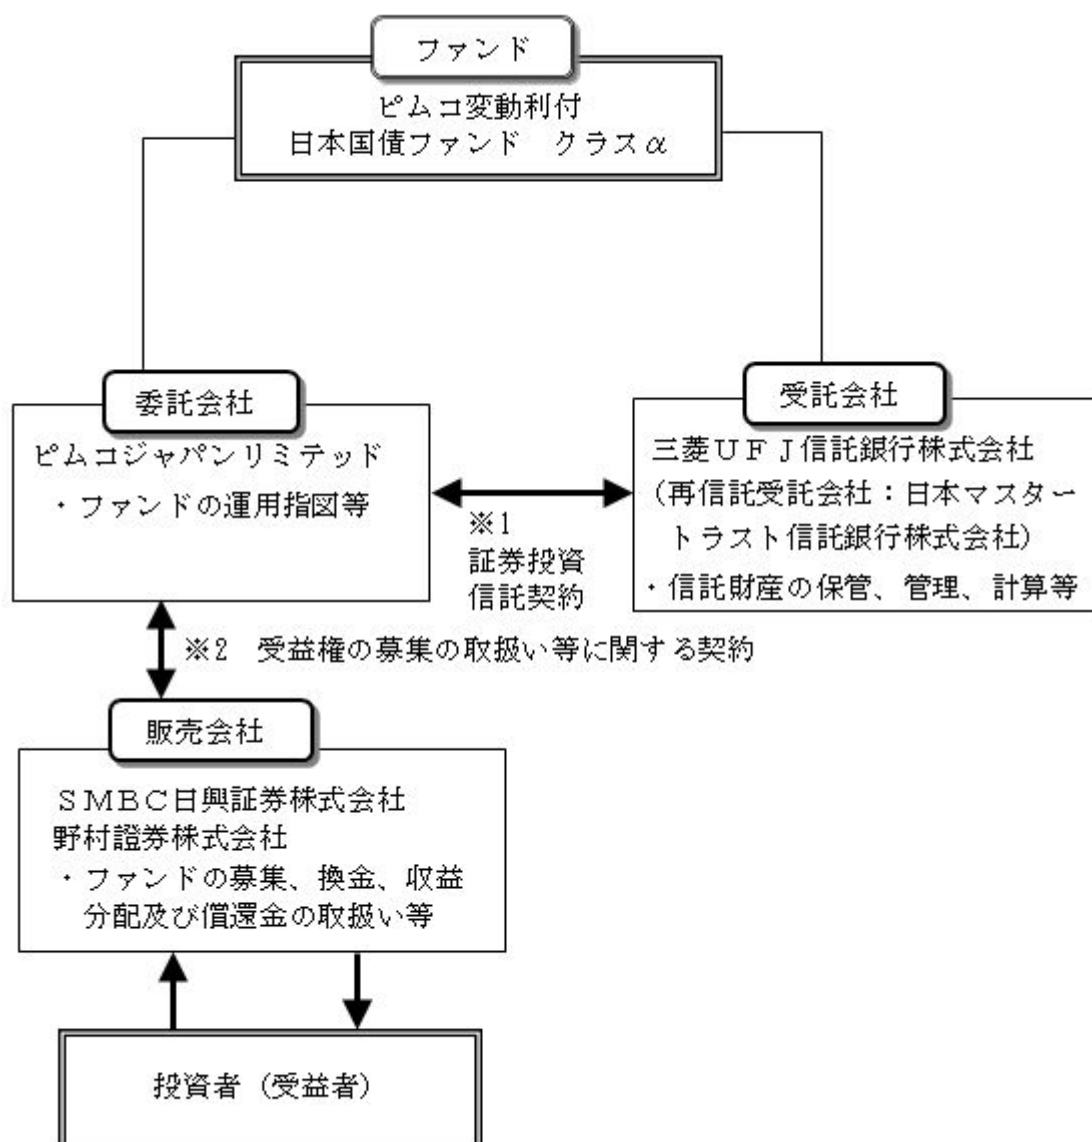 ファンド
ピムコ変動利付
日本国債ファンド　クラスα
委託会社
ピムコジャパンリミテッド
・ファンドの運用指図等
※1
証券投資
信託契約
受託会社
三菱ＵＦＪ信託銀行株式会社
（再信託受託会社：日本マスター
トラスト信託銀行株式会社）
・信託財産の保管、管理、計算等
※2　受益権の募集の取扱い等に関する契約
販売会社
ＳＭＢＣ日興証券株式会社
野村證券株式会社
・ファンドの募集、換金、収益
分配及び償還金の取扱い等
投資者（受益者）